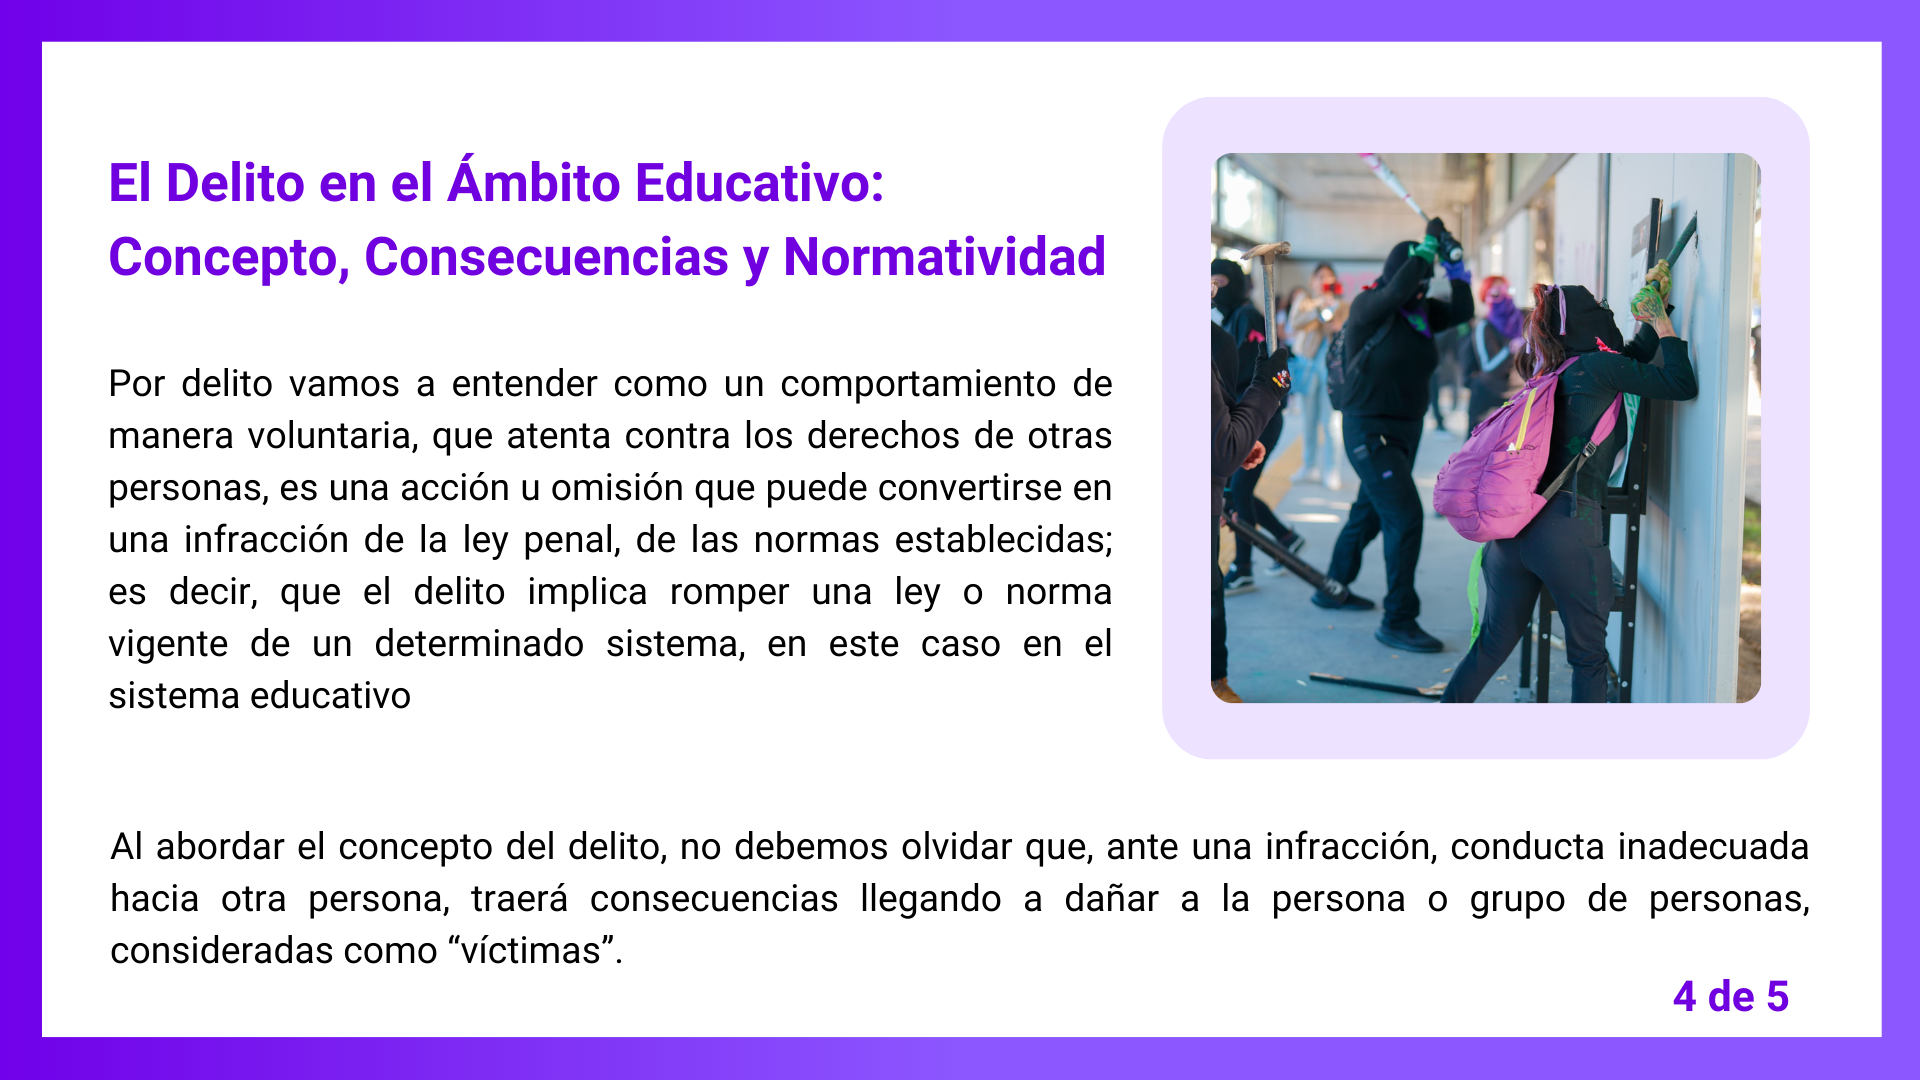 El Delito en el Ámbito Educativo:
Concepto, Consecuencias y Normatividad
Por delito vamos a entender como un comportamiento de
manera voluntaria, que atenta contra los derechos de otras
personas, es una acción u omisión que puede convertirse en
una infracción de la ley penal, de las normas establecidas;
es decir, que el delito implica romper una ley o norma
vigente de un determinado sistema, en este caso en el
sistema educativo
Al abordar el concepto del delito, no debemos olvidar que, ante una infracción, conducta inadecuada
hacia otra persona, traerá consecuencias llegando a dañar a la persona o grupo de personas,
consideradas como “víctimas”.
4 de 5